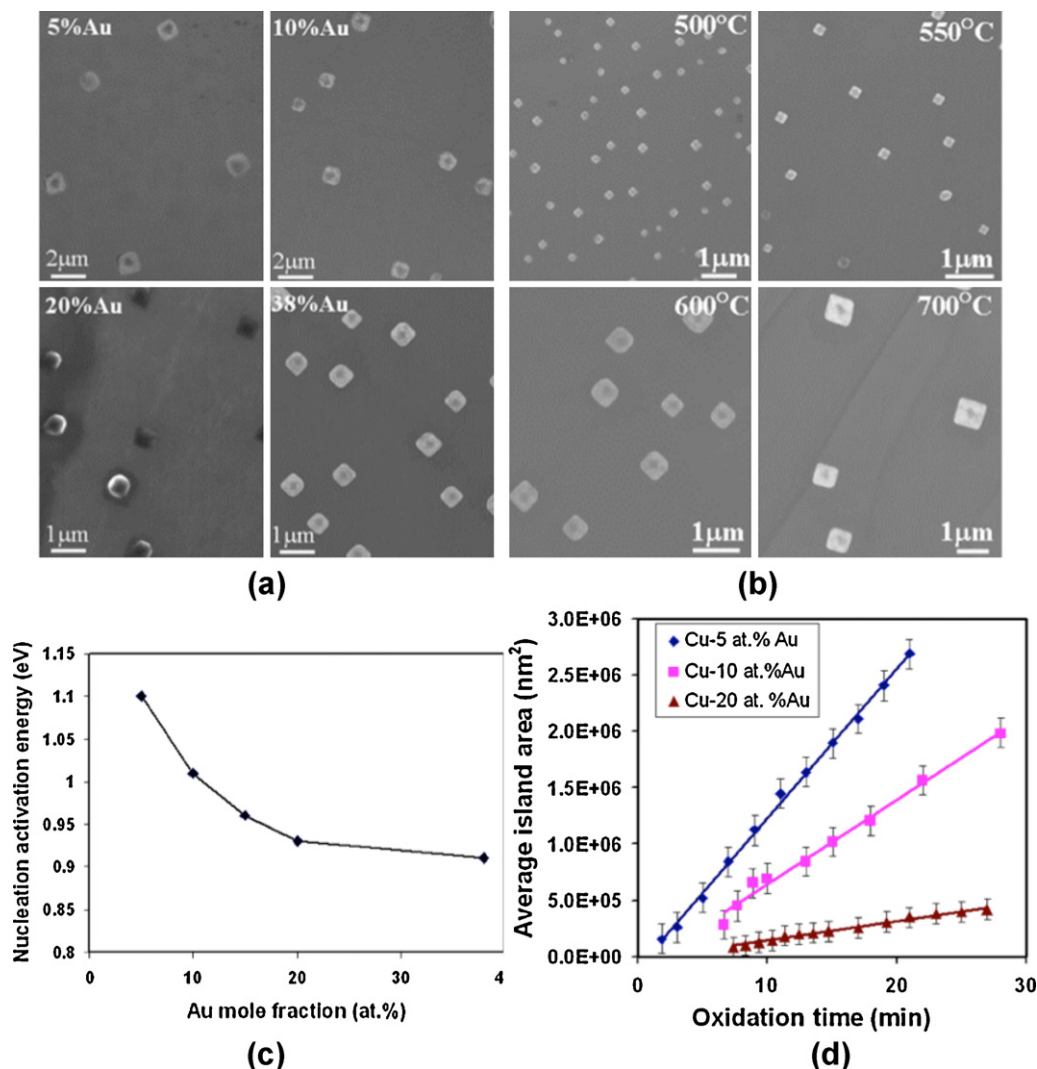 5%Au
10%Au
500°C
550°C
2μm
2μm
1μm
1μm
20%Au
38%Au
600°C
700°C
1μm
1μm
1μm
1μm
(a)
(b)
Nucleation activation energy (eV)
1.15
1.1
1.05
1
0.95
0.9
0.85
0.8
0
10
20
30
4
Au mole fraction (at.%)
(c)
Average island area (nm²)
3.0E+06
2.5E+06
2.0E+06
1.5E+06
1.0E+06
5.0E+05
0.0E+00
Cu-5 at.% Au
Cu-10 at.%Au
Cu-20 at. %Au
0
10
20
30
Oxidation time (min)
(d)